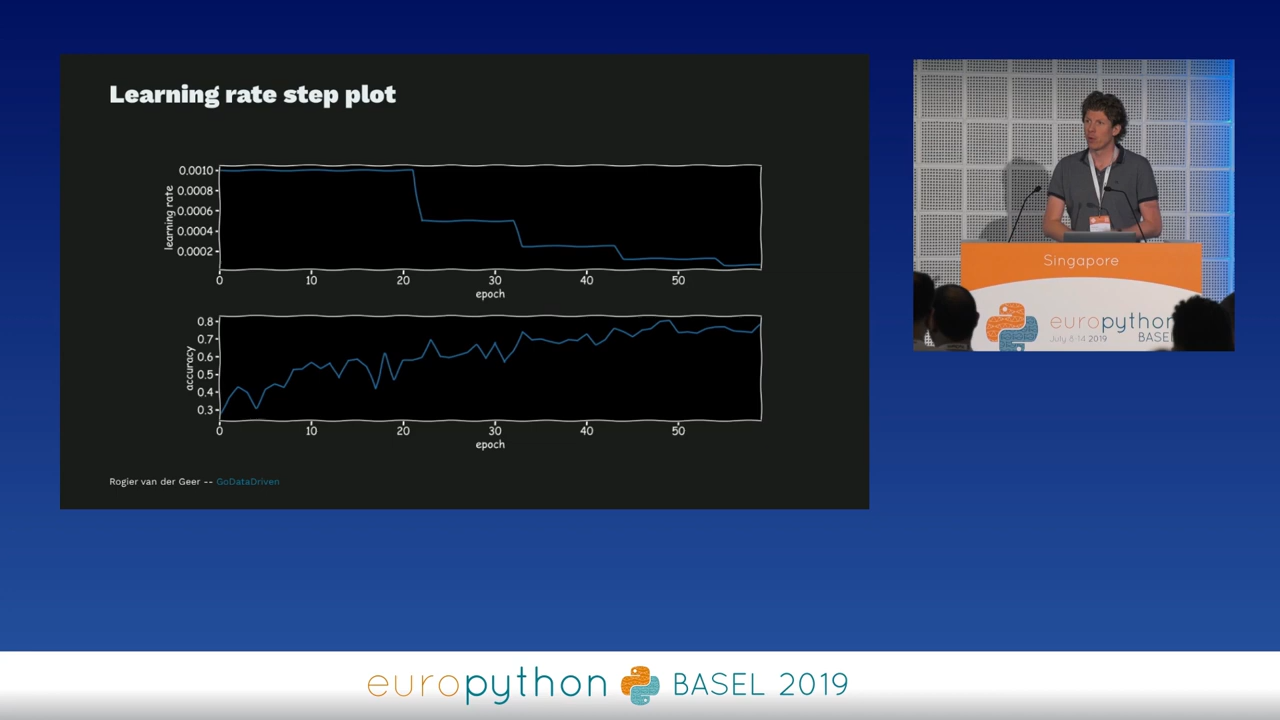 Learning rate step plot
0.0010
0.0008
0.0006
0.0004
0.0002
learning rate
0 10 20 30 40 50
epoch
0.8
0.7
0.6
0.5
0.4
0.3
accuracy
0 10 20 30 40 50
epoch
Rogier van der Geer -- GoDataDriven
Singapore
europython
July 8-14 2019 BASEL
europython BASEL 2019